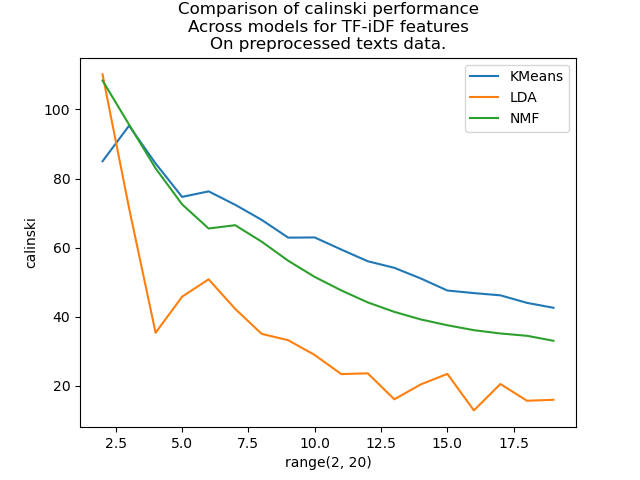 Comparison of calinski performance
Across models for TF-iDF features
On preprocessed texts data.
KMeans
LDA
NMF
calinski
100
80
60
40
20
2.5 5.0 7.5 10.0 12.5 15.0 17.5
range(2, 20)